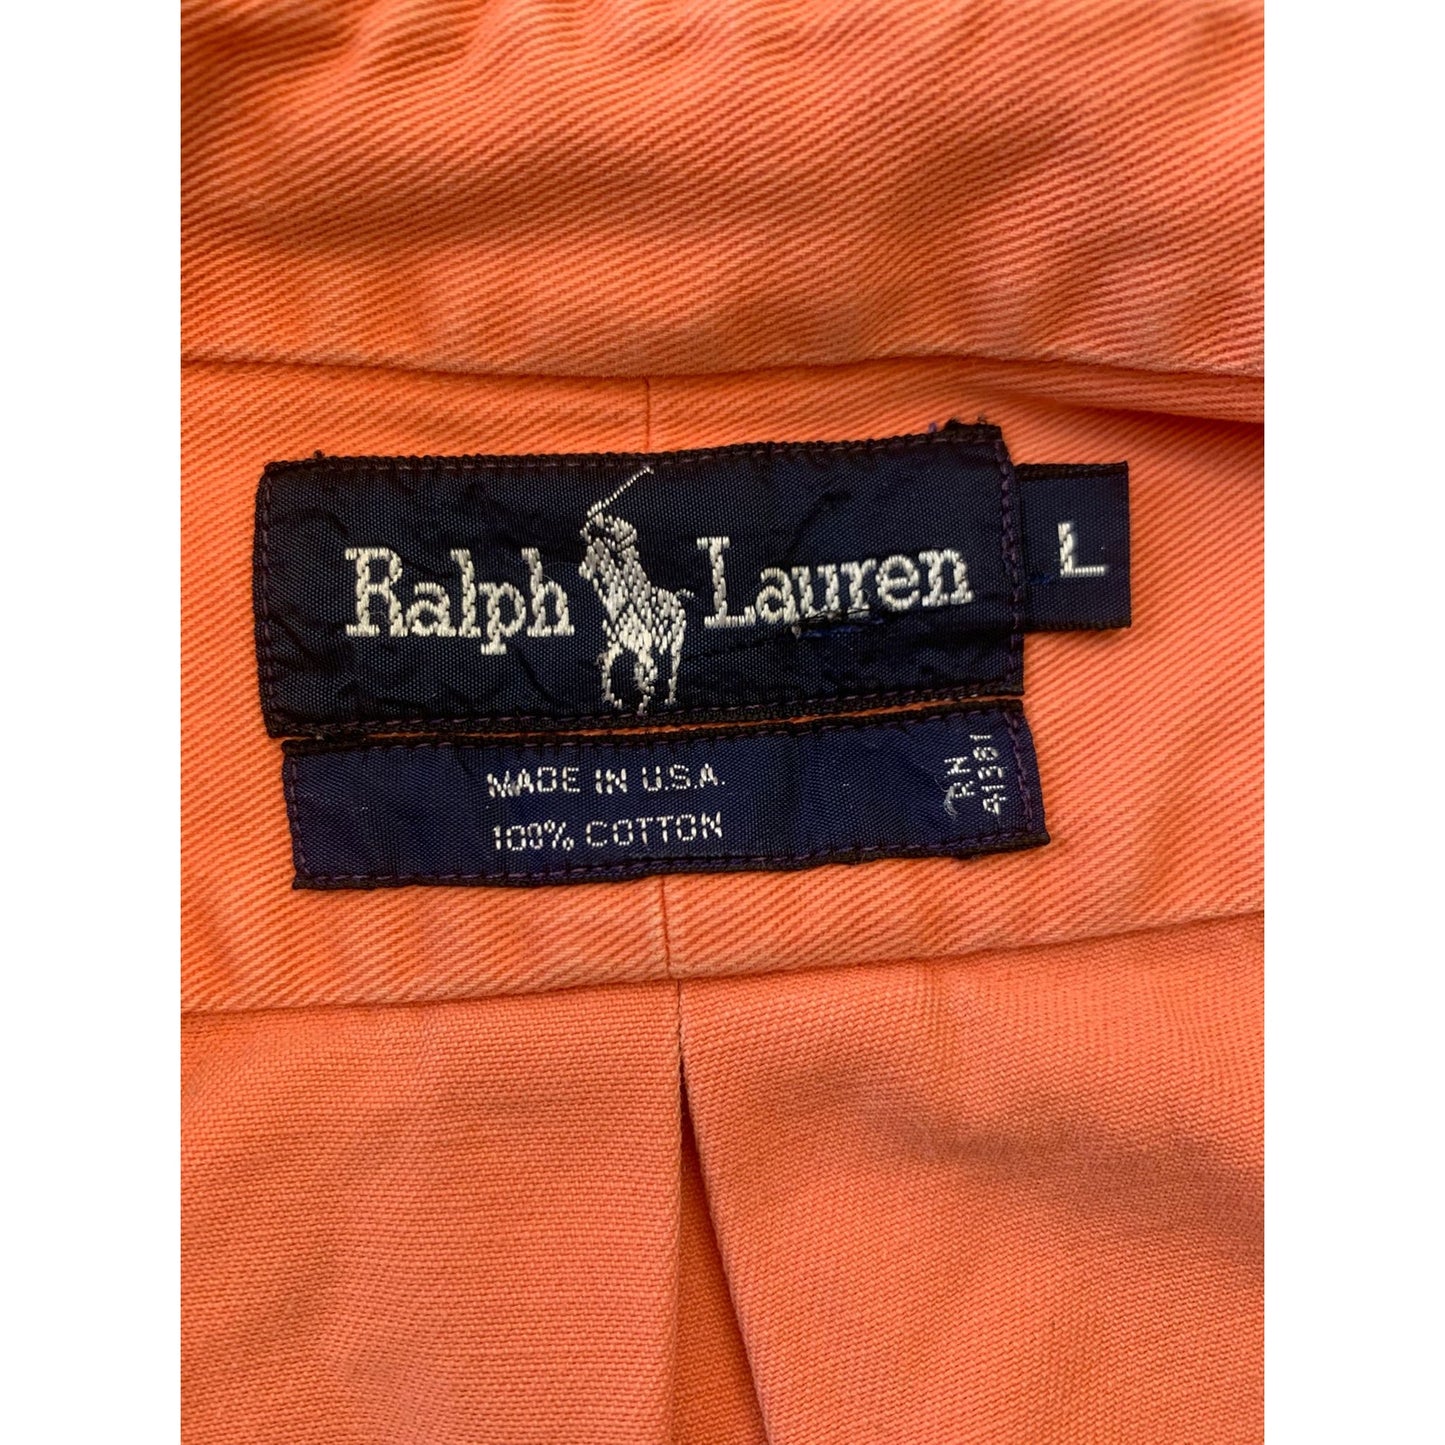 Ralph Lauren
L
MADE IN U.S.A.
100% COTTON
RN
41381